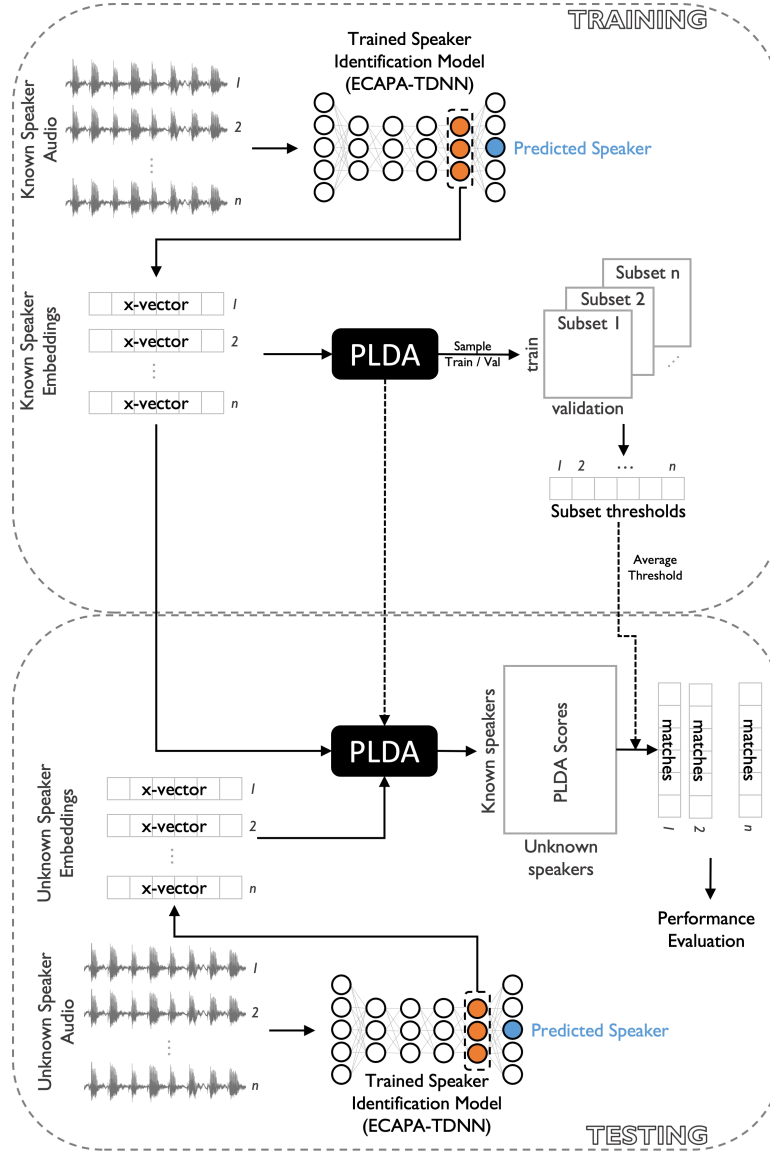 TRAINING
Trained Speaker
Identification Model
(ECAPA-TDNN)
Known Speaker
Audio
1
2
...
n
Predicted Speaker
Known Speaker
Embeddings
x-vector
1
x-vector
2
...
x-vector
n
PLDA
Sample
Train / Val
Subset n
Subset 2
Subset 1
...
train
validation
1 2 ... n
Subset thresholds
Average
Threshold
PLDA
Known speakers
PLDA Scores
Unknown
speakers
matches
matches
matches
1
2
n
Performance
Evaluation
Unknown Speaker
Embeddings
x-vector
1
x-vector
2
...
x-vector
n
Unknown Speaker
Audio
1
2
...
n
Predicted Speaker
Trained Speaker
Identification Model
(ECAPA-TDNN)
TESTING